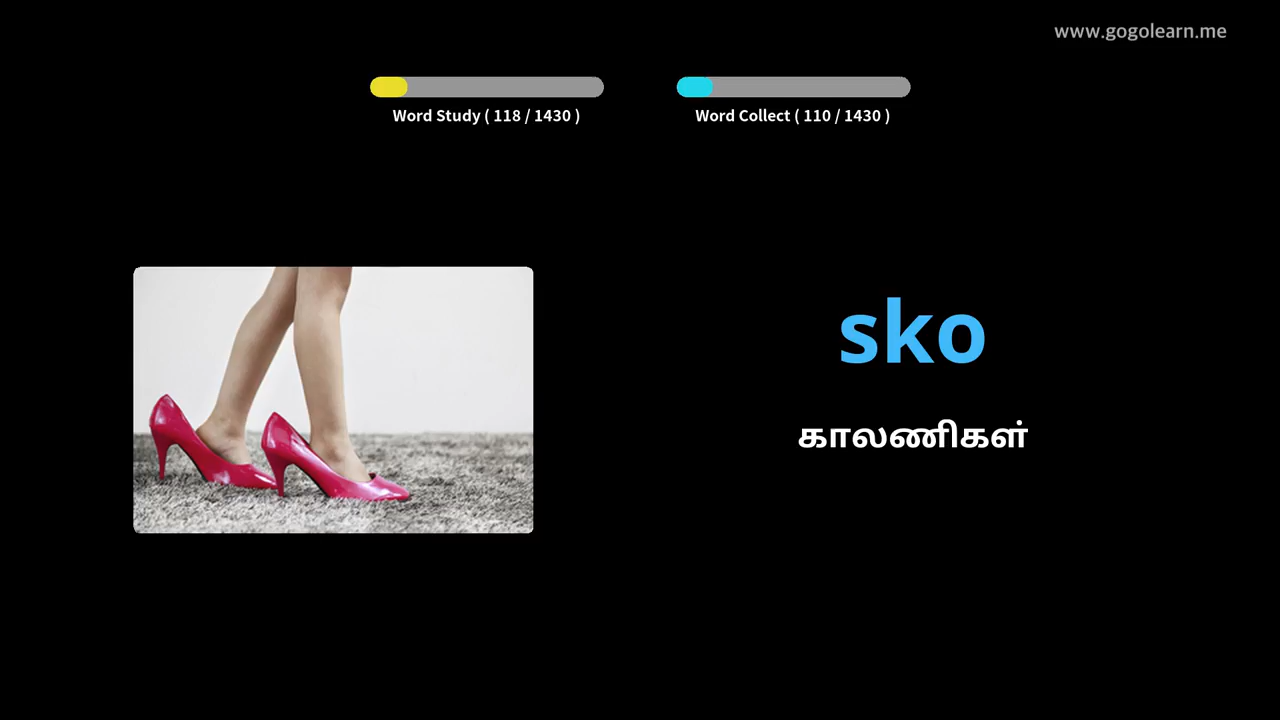 www.gogolearn.me
Word Study ( 118 / 1430 )
Word Collect ( 110 / 1430 )
sko
காலணிகள்